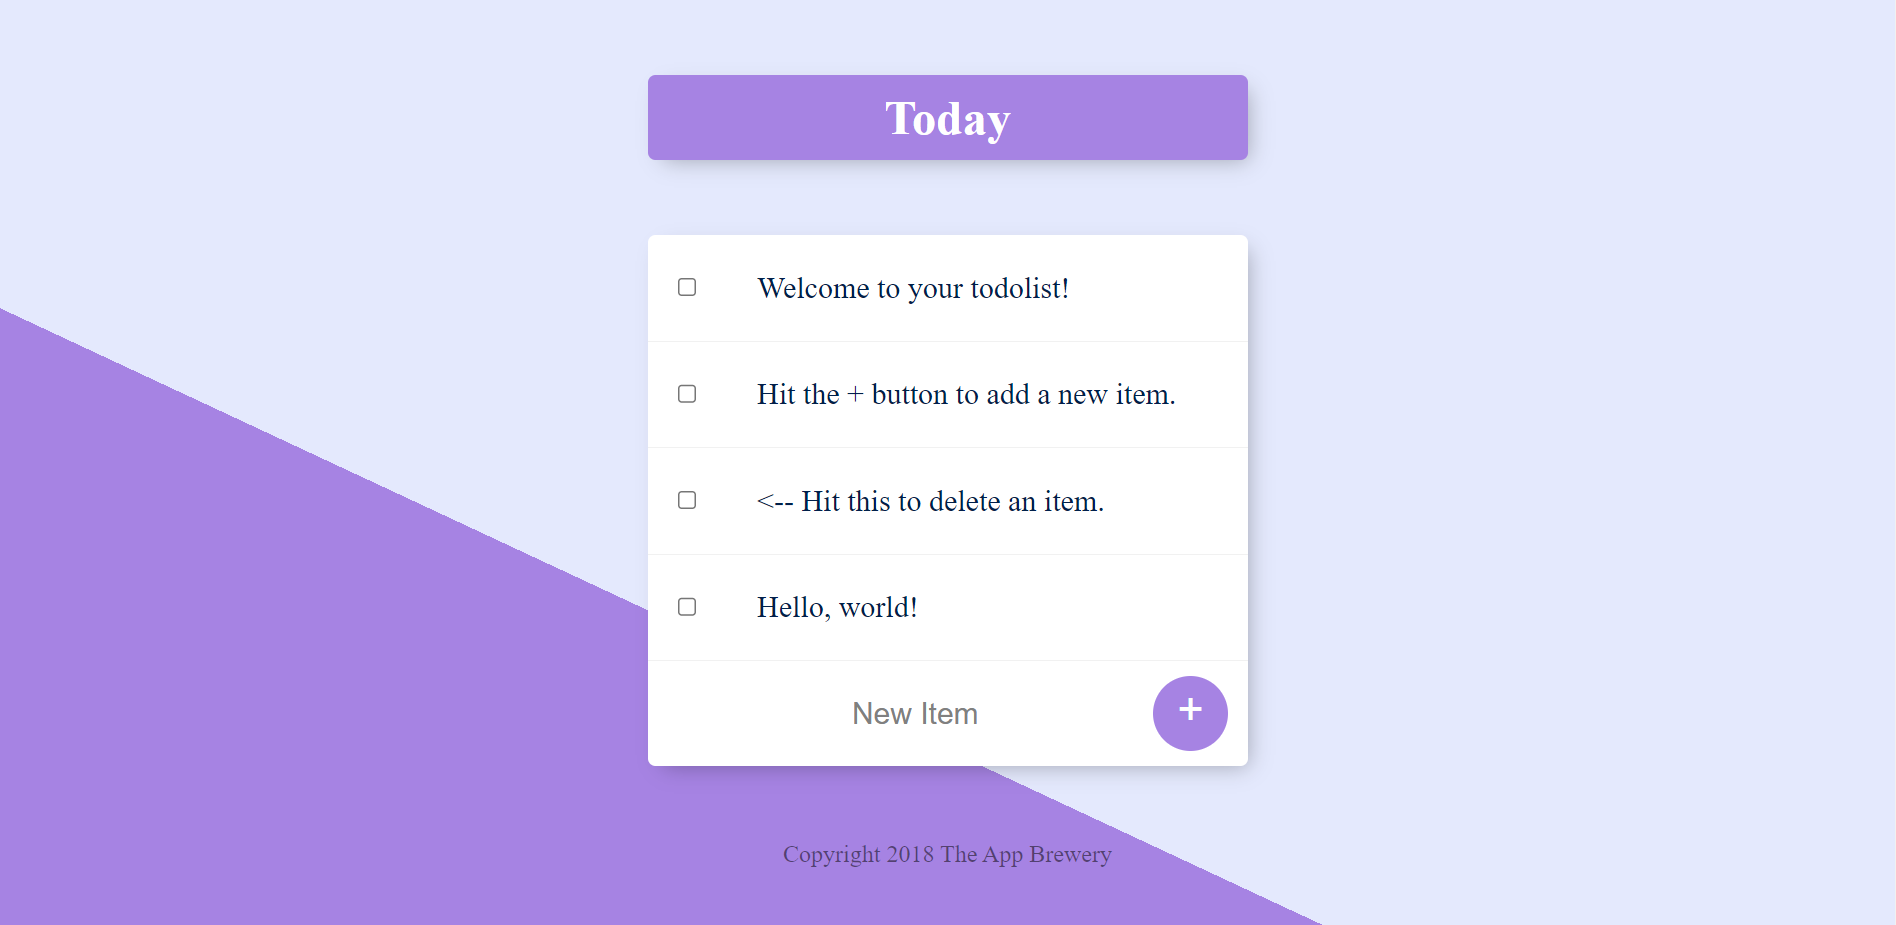 Today
Welcome to your todolist!
Hit the + button to add a new item.
<-- Hit this to delete an item.
Hello, world!
New Item
+
Copyright 2018 The App Brewery